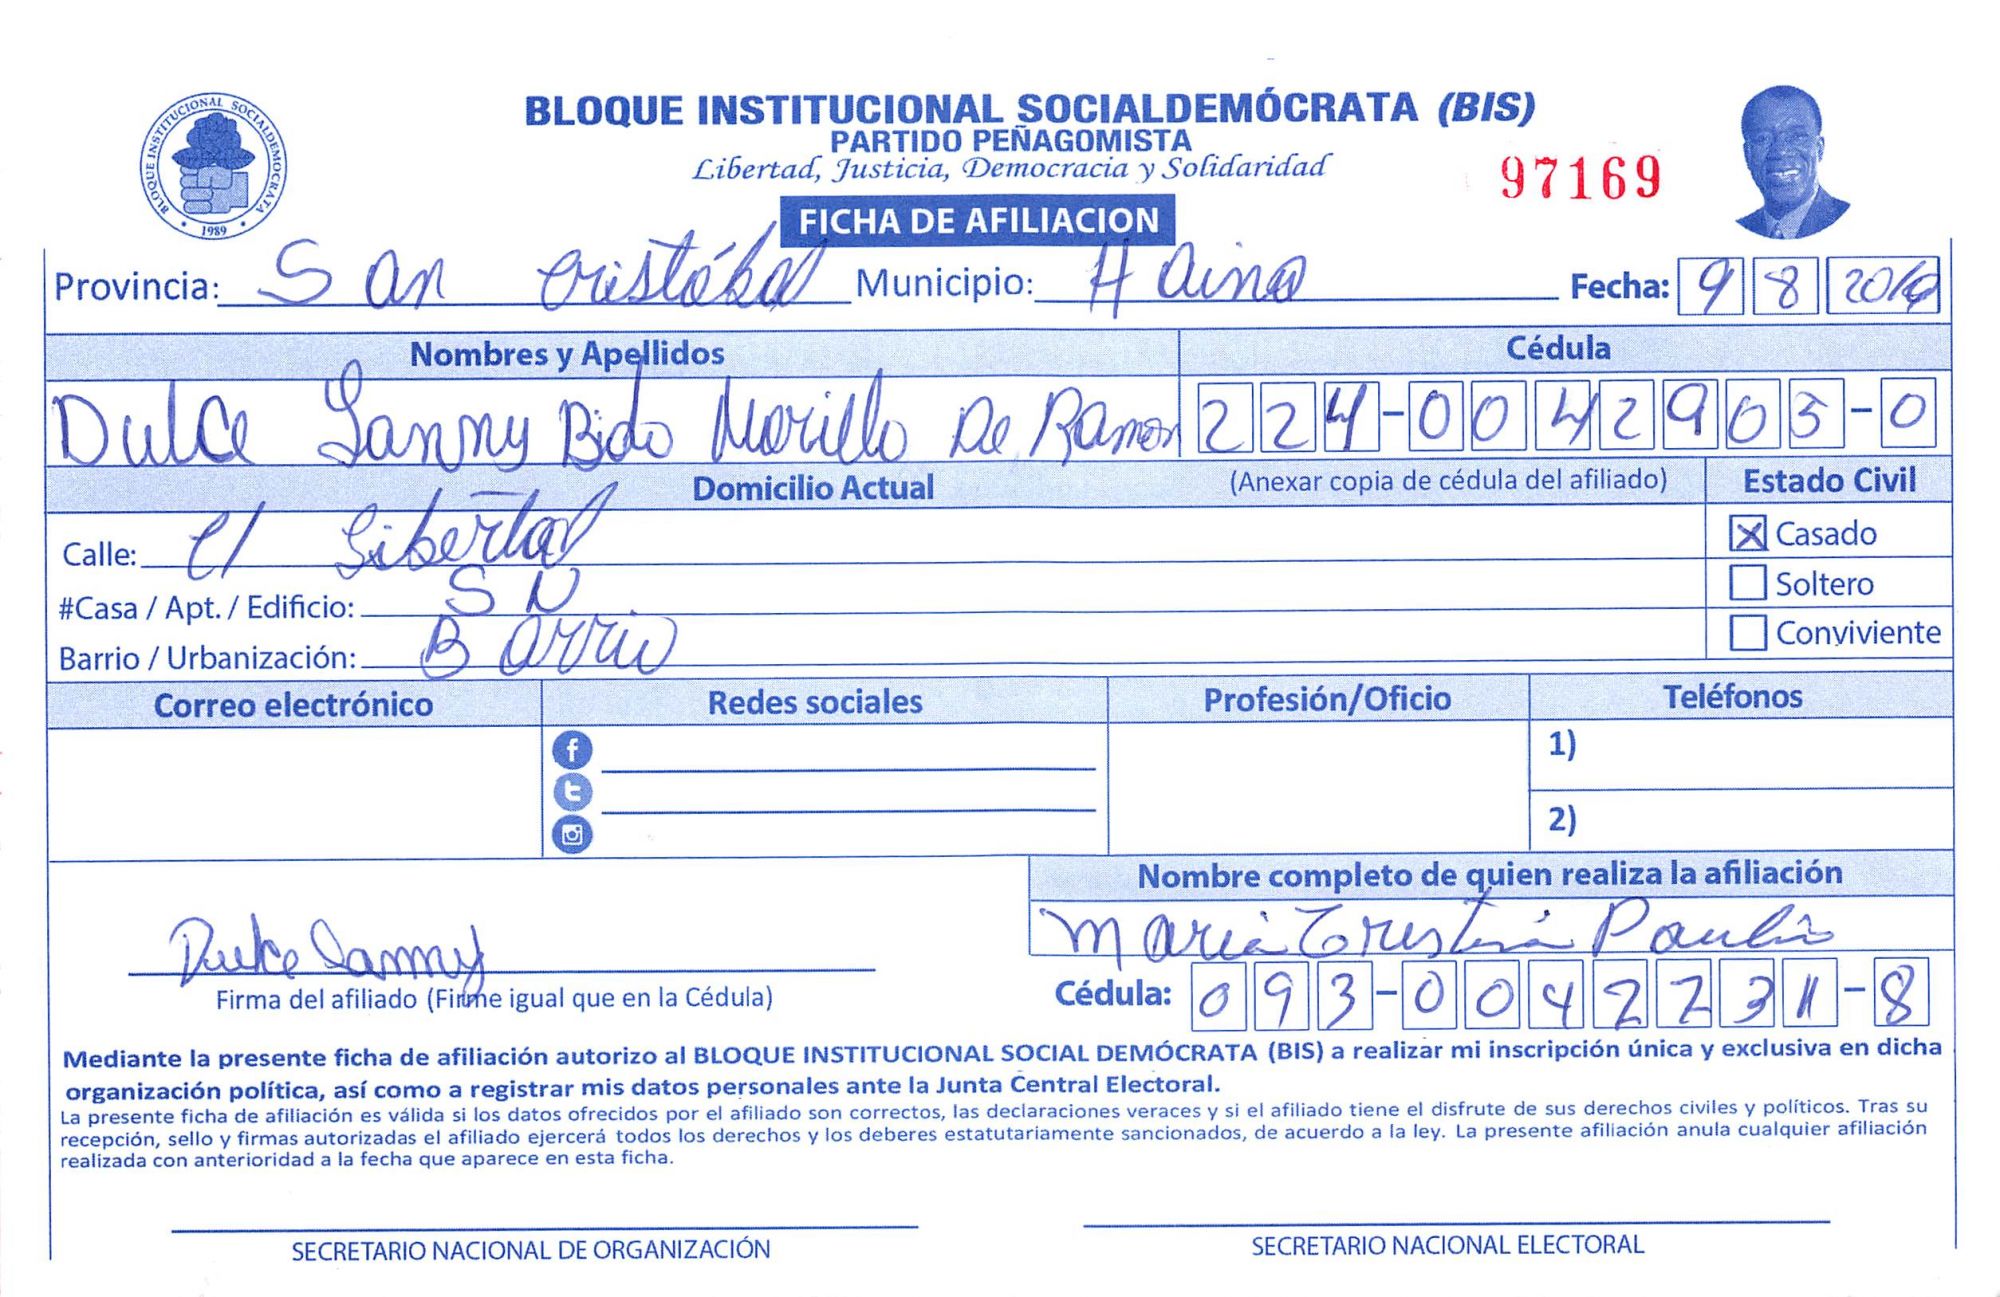 BLOQUE INSTITUCIONAL SOCIALDEMOCRATA
1989
BLOQUE INSTITUCIONAL SOCIALDEMÓCRATA (BIS)
PARTIDO PEÑAGOMISTA
Libertad, Justicia, Democracia y Solidaridad
97169
FICHA DE AFILIACION
Provincia: San Cristóbal Municipio: Haina Fecha: 9 8
Nombres y Apellidos Cédula
Dulce Lanny Bido Morillo De Ramon 224-0042905-0
Domicilio Actual (Anexar copia de cédula del afiliado) Estado Civil
Calle: C/ Libertad Casado
#Casa / Apt. / Edificio: SN Soltero
Barrio / Urbanización: Barrio Conviviente
Correo electrónico Redes sociales Profesión/Oficio Teléfonos
1)
2)
Nombre completo de quien realiza la afiliación
Maria Cristina Paulin
Dulce Lanny
Firma del afiliado (Firme igual que en la Cédula) Cédula: 093-0042231-8
Mediante la presente ficha de afiliación autorizo al BLOQUE INSTITUCIONAL SOCIAL DEMÓCRATA (BIS) a realizar mi inscripción única y exclusiva en dicha
organización política, así como a registrar mis datos personales ante la Junta Central Electoral.
La presente ficha de afiliación es válida si los datos ofrecidos por el afiliado son correctos, las declaraciones veraces y si el afiliado tiene el disfrute de sus derechos civiles y políticos. Tras su
recepción, sello y firmas autorizadas el afiliado ejercerá todos los derechos y los deberes estatutariamente sancionados, de acuerdo a la ley. La presente afiliación anula cualquier afiliación
realizada con anterioridad a la fecha que aparece en esta ficha.
SECRETARIO NACIONAL DE ORGANIZACIÓN SECRETARIO NACIONAL ELECTORAL